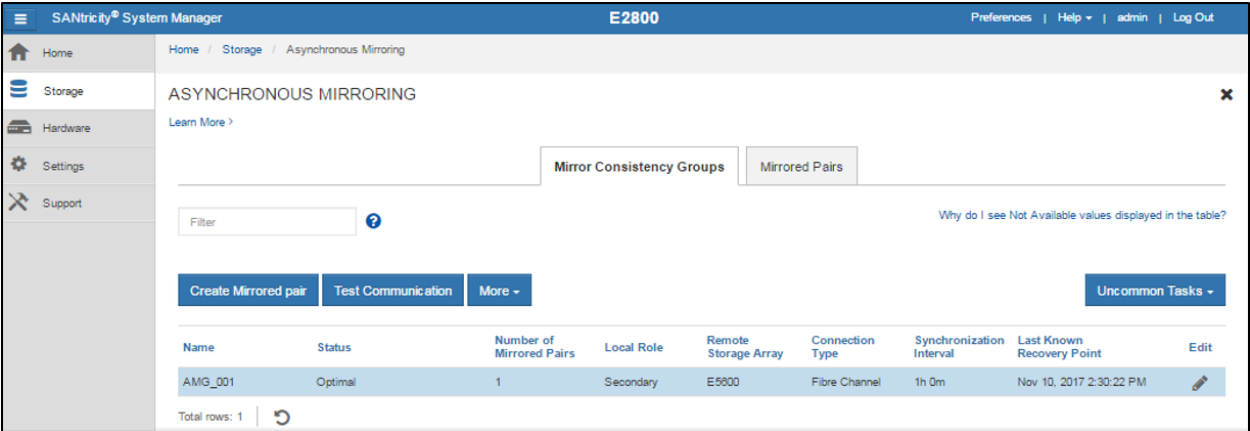 SANtricity® System Manager E2800 Preferences | Help | admin | Log Out
Home
Storage
Hardware
Settings
Support
Home / Storage / Asynchronous Mirroring
ASYNCHRONOUS MIRRORING
Learn More >
Mirror Consistency Groups Mirrored Pairs
Filter
Why do I see Not Available values displayed in the table?
Create Mirrored pair Test Communication More Uncommon Tasks
Name Status Number of Mirrored Pairs Local Role Remote Storage Array Connection Type Synchronization Interval Last Known Recovery Point Edit
AMG_001 Optimal 1 Secondary E5600 Fibre Channel 1h 0m Nov 10, 2017 2:30:22 PM
Total rows: 1